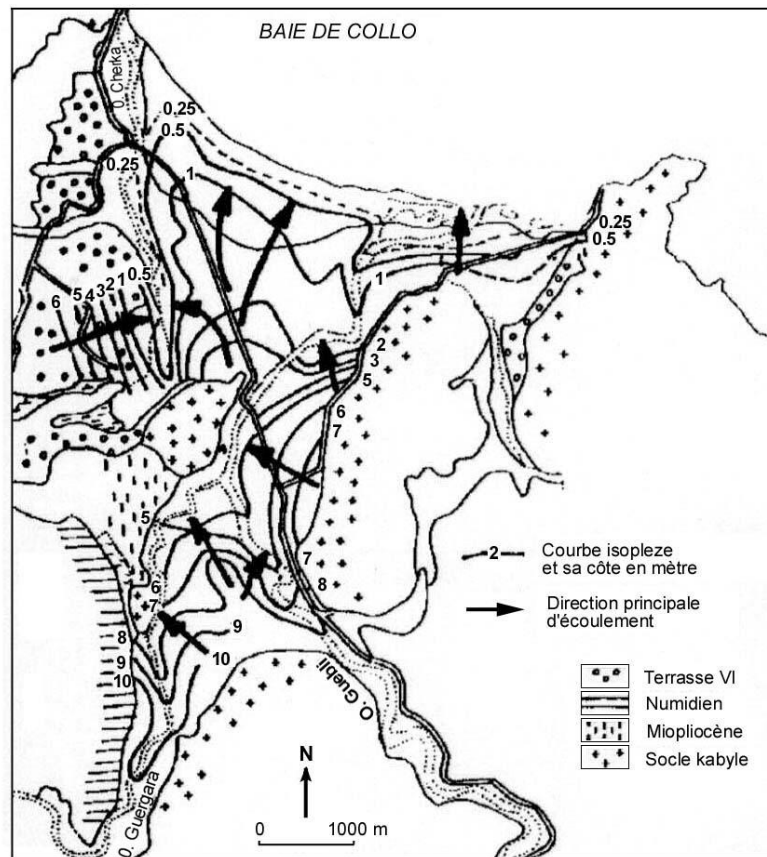 BAIE DE COLLO
O. Cherka
0.25
0.5
0.25
1
0.25
0.5
1
5 4 3 2 1 0.5
6
2
3
5
6
7
5
7
8
6
7
8
9
9
10
10
O. Guebli
O. Guergara
2
Courbe isopleze
et sa côte en mètre
Direction principale
d'écoulement
Terrasse VI
Numidien
Miopliocène
Socle kabyle
N
0 1000 m